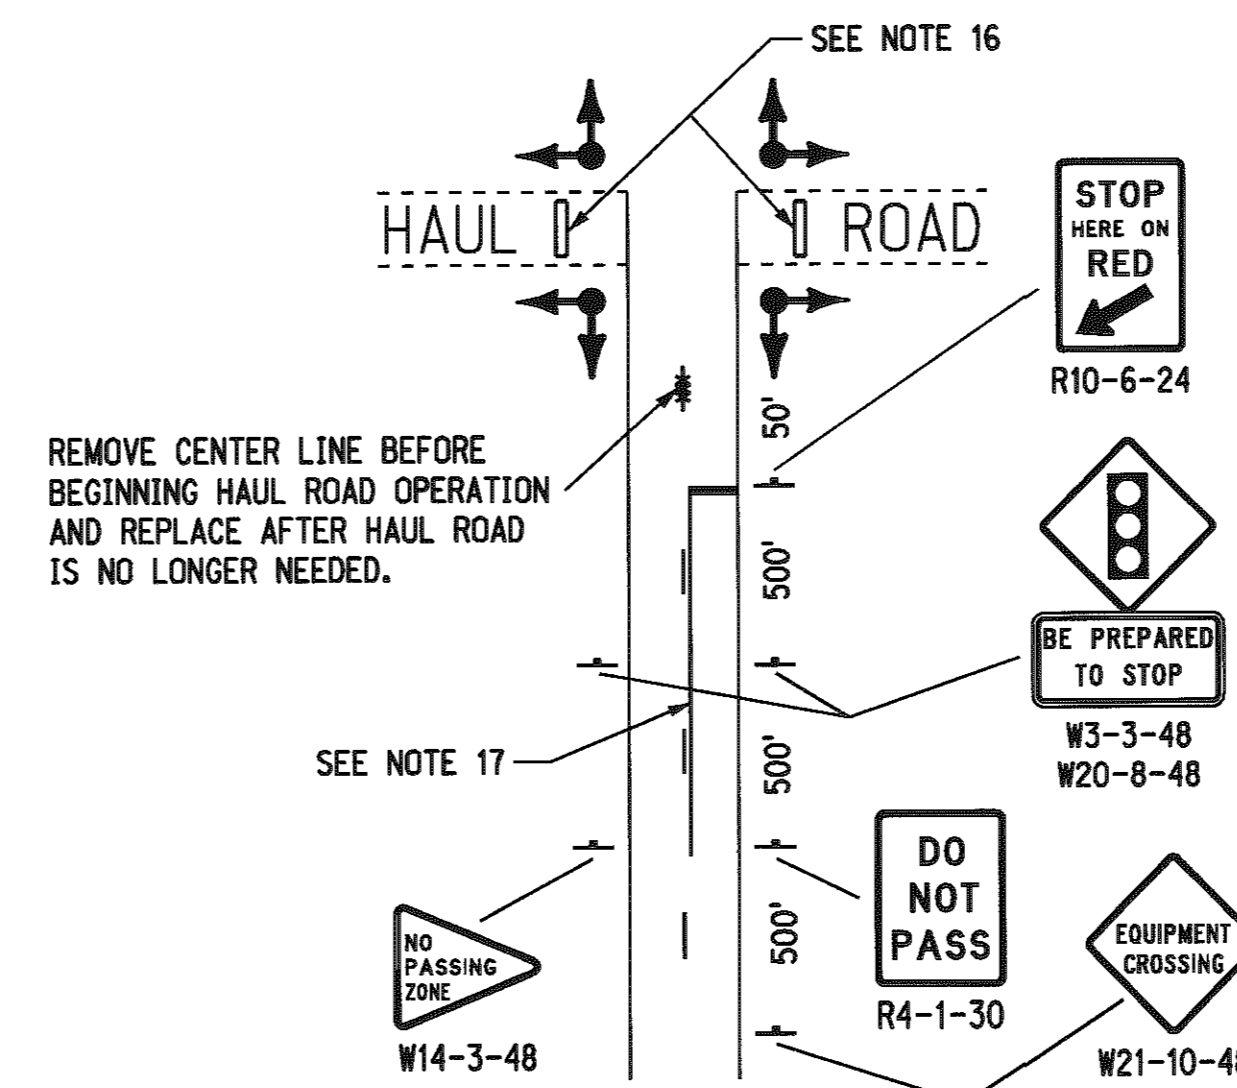 SEE NOTE 16
HAUL ROAD
STOP
HERE ON
RED
R10-6-24
50'
REMOVE CENTER LINE BEFORE
BEGINNING HAUL ROAD OPERATION
AND REPLACE AFTER HAUL ROAD
IS NO LONGER NEEDED.
500'
BE PREPARED
TO STOP
W3-3-48
W20-8-48
SEE NOTE 17
500'
DO
NOT
PASS
R4-1-30
NO
PASSING
ZONE
W14-3-48
500'
EQUIPMENT
CROSSING
W21-10-48